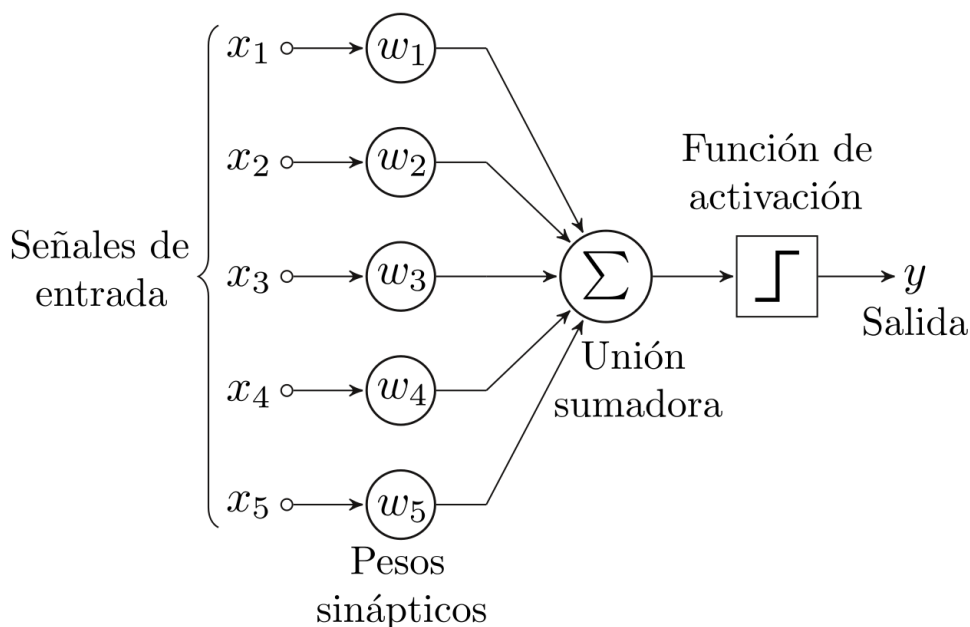 x1 w1
x2 w2
Función de
activación
Señales de
entrada
x3 w3 ∑ y
Salida
Unión
sumadora
x4 w4
x5 w5
Pesos
sinápticos